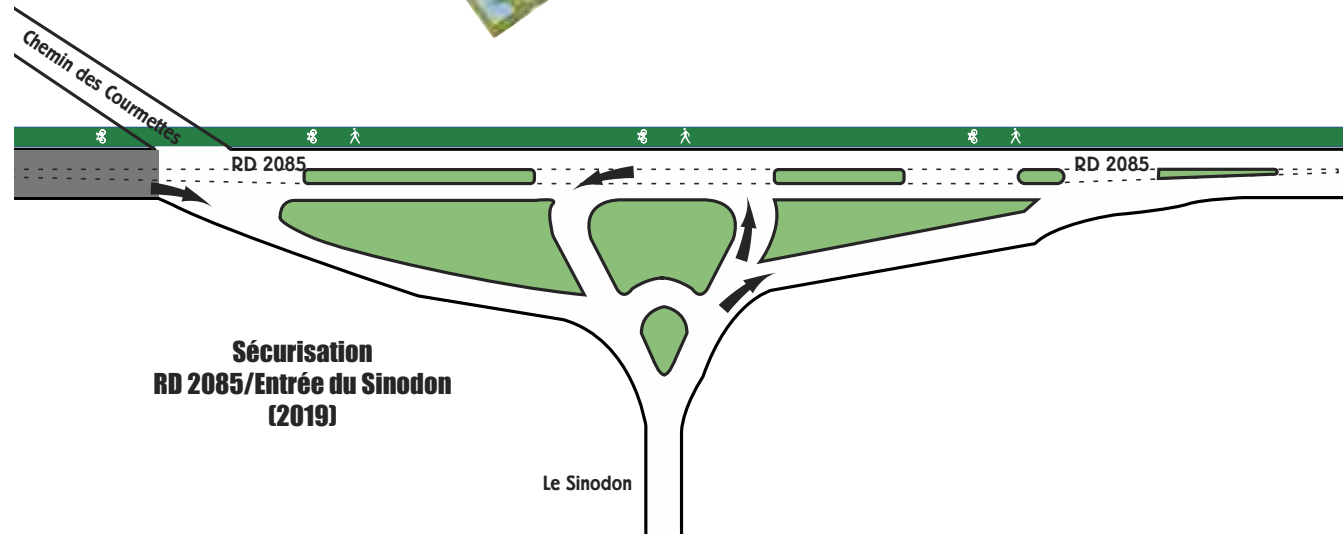 Chemin des Courmettes
RD 2085
RD 2085
Sécurisation
RD 2085/Entrée du Sinodon
(2019)
Le Sinodon